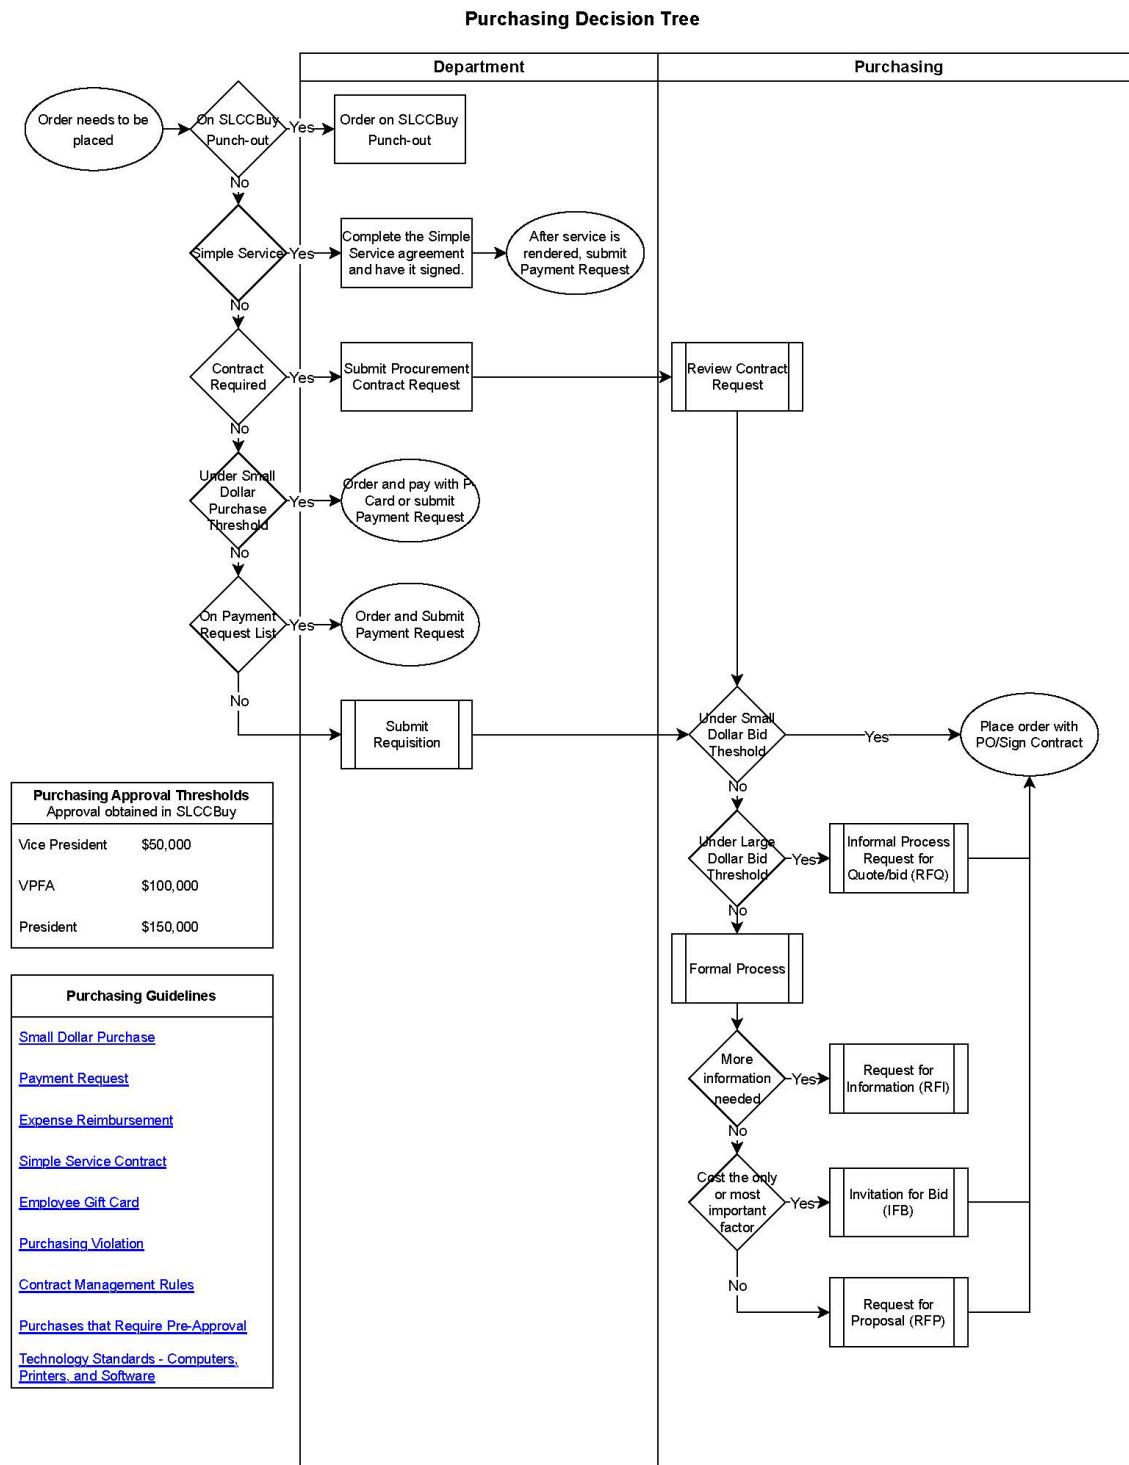 Purchasing Decision Tree
Department
Purchasing
Order needs to be
placed
On SLCCBuy
Punch-out
Yes
Order on SLCCBuy
Punch-out
No
Simple Service
Yes
Complete the Simple
Service agreement
and have it signed.
After service is
rendered, submit
Payment Request
No
Contract
Required
Yes
Submit Procurement
Contract Request
Review Contract
Request
No
Under Small
Dollar
Purchase
Threshold
Yes
Order and pay with P-
Card or submit
Payment Request
No
On Payment
Request List
Yes
Order and Submit
Payment Request
No
Submit
Requisition
Under Small
Dollar Bid
Theshold
Yes
Place order with
PO/Sign Contract
No
Under Large
Dollar Bid
Threshold
Yes
Informal Process
Request for
Quote/bid (RFQ)
No
Formal Process
More
information
needed
Yes
Request for
Information (RFI)
No
Cost the only
or most
important
factor
Yes
Invitation for Bid
(IFB)
No
Request for
Proposal (RFP)
Purchasing Approval Thresholds
Approval obtained in SLCCBuy
Vice President $50,000
VPFA $100,000
President $150,000
Purchasing Guidelines
Small Dollar Purchase
Payment Request
Expense Reimbursement
Simple Service Contract
Employee Gift Card
Purchasing Violation
Contract Management Rules
Purchases that Require Pre-Approval
Technology Standards - Computers,
Printers, and Software